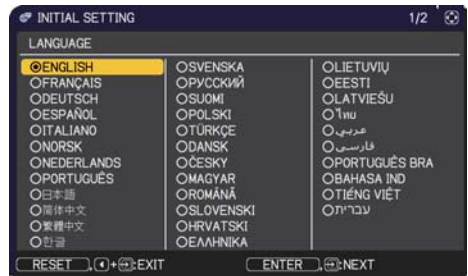 INITIAL SETTING 1/2
LANGUAGE
ENGLISH
FRANÇAIS
DEUTSCH
ESPAÑOL
ITALIANO
NORSK
NEDERLANDS
PORTUGUÊS
日本語
简体中文
繁體中文
한글
SVENSKA
РУССКИЙ
SUOMI
POLSKI
TÜRKÇE
DANSK
ČESKY
MAGYAR
ROMÂNĂ
SLOVENSKI
HRVATSKI
ΕΛΛΗΝΙΚΑ
LIETUVIŲ
EESTI
LATVIEŠU
ไทย
عربي
فارسی
PORTUGUÊS BRA
BAHASA IND
TIẾNG VIỆT
עברית
RESET , + :EXIT ENTER , :NEXT